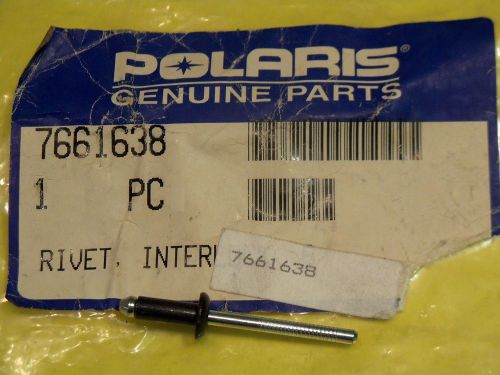 POLARIS®
GENUINE PARTS
7661638
1 PC
RIVET, INTER
7661638